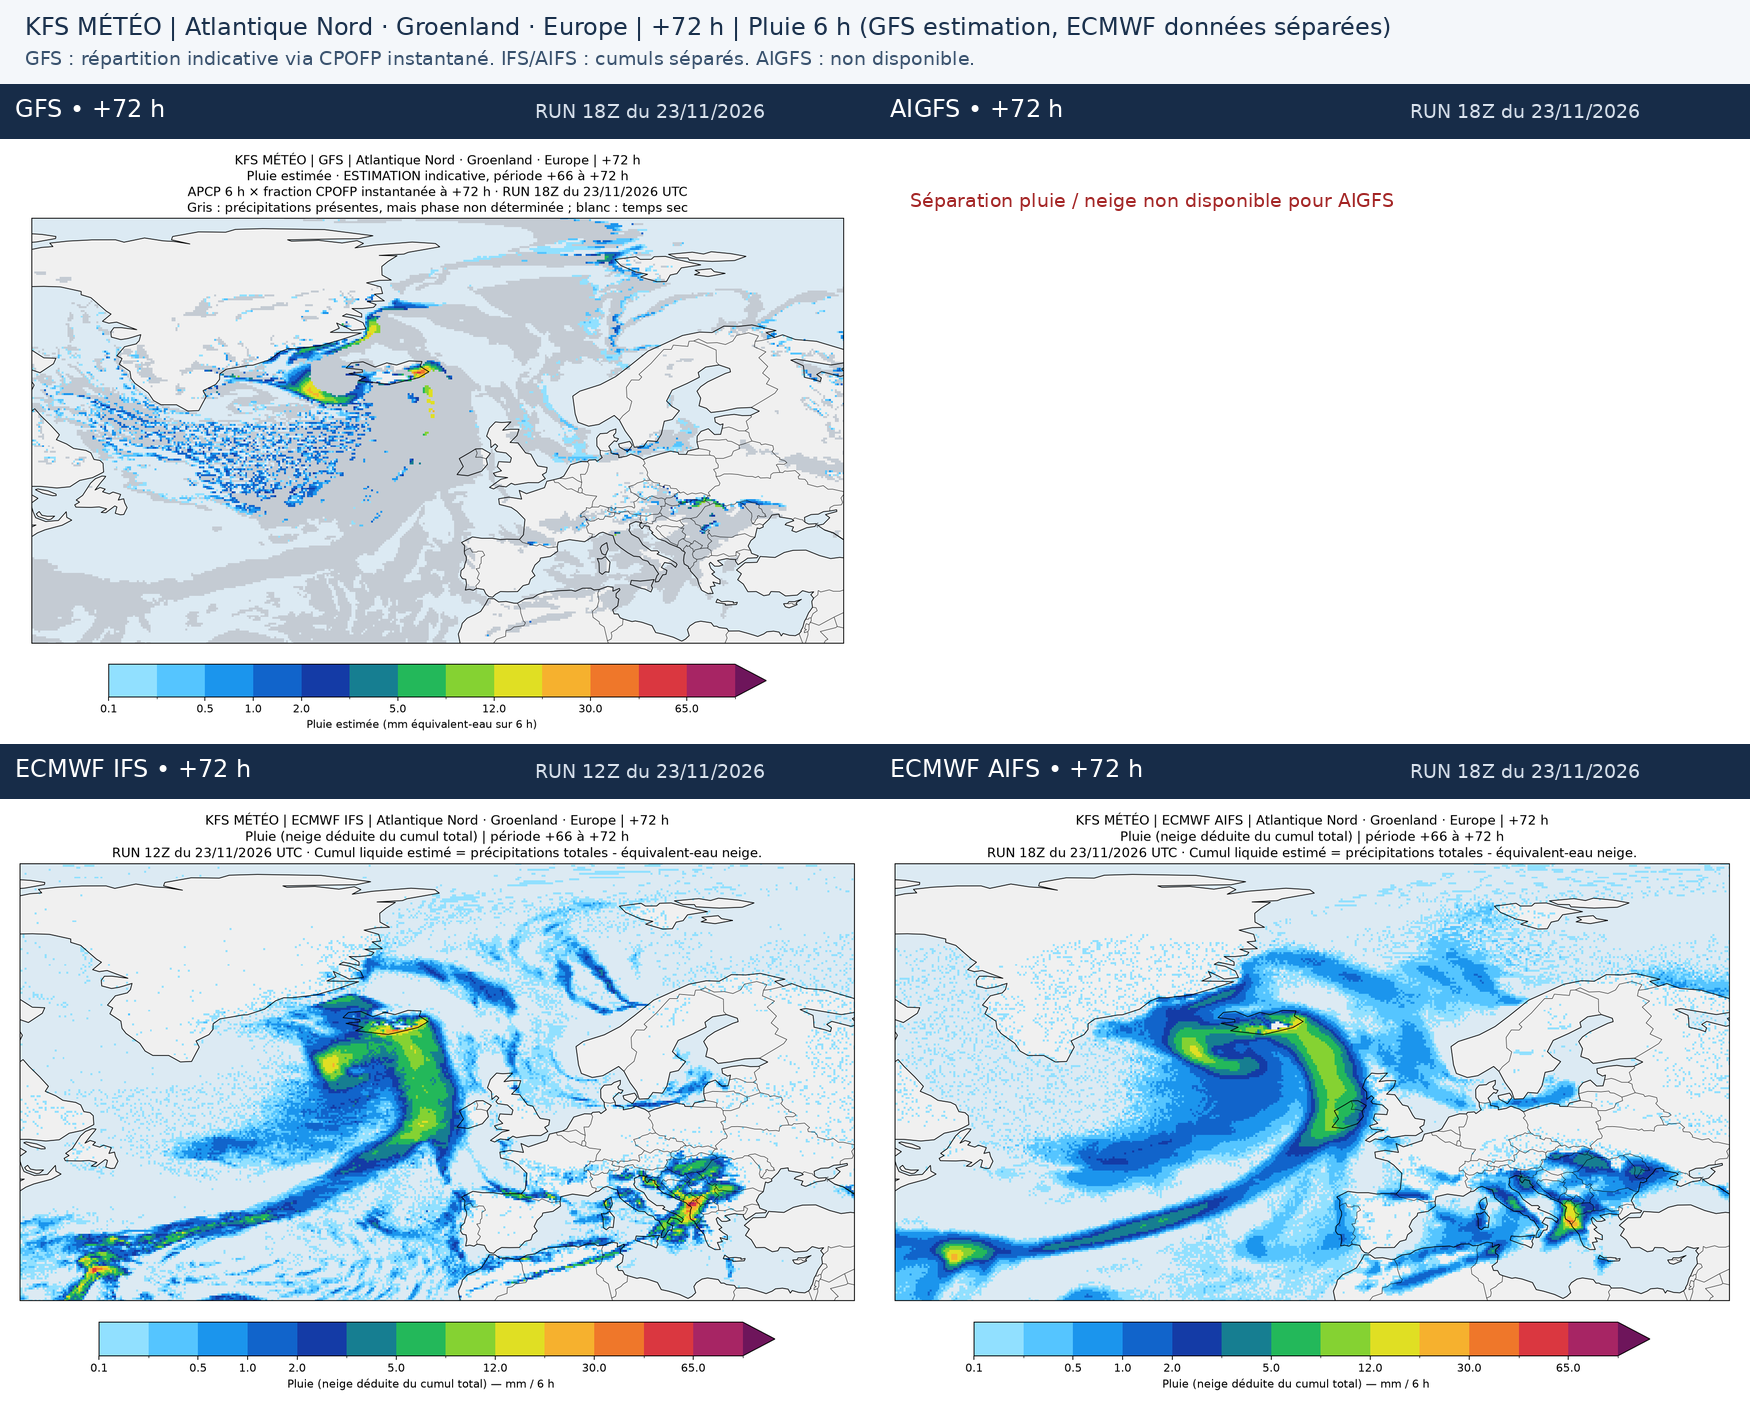 KFS MÉTÉO | Atlantique Nord · Groenland · Europe | +72 h | Pluie 6 h (GFS estimation, ECMWF données séparées)
GFS : répartition indicative via CPOFP instantané. IFS/AIFS : cumuls séparés. AIGFS : non disponible.
GFS • +72 h
RUN 18Z du 23/11/2026
AIGFS • +72 h
RUN 18Z du 23/11/2026
KFS MÉTÉO | GFS | Atlantique Nord · Groenland · Europe | +72 h
Pluie estimée · ESTIMATION indicative, période +66 à +72 h
APCP 6 h × fraction CPOFP instantanée à +72 h · RUN 18Z du 23/11/2026 UTC
Gris : précipitations présentes, mais phase non déterminée ; blanc : temps sec
Séparation pluie / neige non disponible pour AIGFS
0.1 0.5 1.0 2.0 5.0 12.0 30.0 65.0
Pluie estimée (mm équivalent-eau sur 6 h)
ECMWF IFS • +72 h
RUN 12Z du 23/11/2026
ECMWF AIFS • +72 h
RUN 18Z du 23/11/2026
KFS MÉTÉO | ECMWF IFS | Atlantique Nord · Groenland · Europe | +72 h
Pluie (neige déduite du cumul total) | période +66 à +72 h
RUN 12Z du 23/11/2026 UTC · Cumul liquide estimé = précipitations totales - équivalent-eau neige.
0.1 0.5 1.0 2.0 5.0 12.0 30.0 65.0
Pluie (neige déduite du cumul total) — mm / 6 h
KFS MÉTÉO | ECMWF AIFS | Atlantique Nord · Groenland · Europe | +72 h
Pluie (neige déduite du cumul total) | période +66 à +72 h
RUN 18Z du 23/11/2026 UTC · Cumul liquide estimé = précipitations totales - équivalent-eau neige.
0.1 0.5 1.0 2.0 5.0 12.0 30.0 65.0
Pluie (neige déduite du cumul total) — mm / 6 h